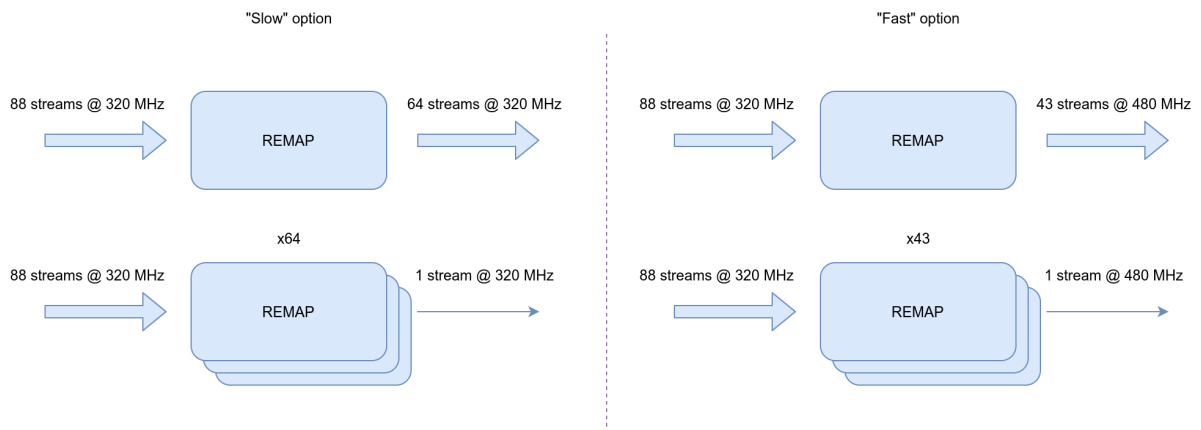 "Slow" option
"Fast" option
88 streams @ 320 MHz
REMAP
64 streams @ 320 MHz
88 streams @ 320 MHz
REMAP
43 streams @ 480 MHz
x64
88 streams @ 320 MHz
REMAP
1 stream @ 320 MHz
x43
88 streams @ 320 MHz
REMAP
1 stream @ 480 MHz